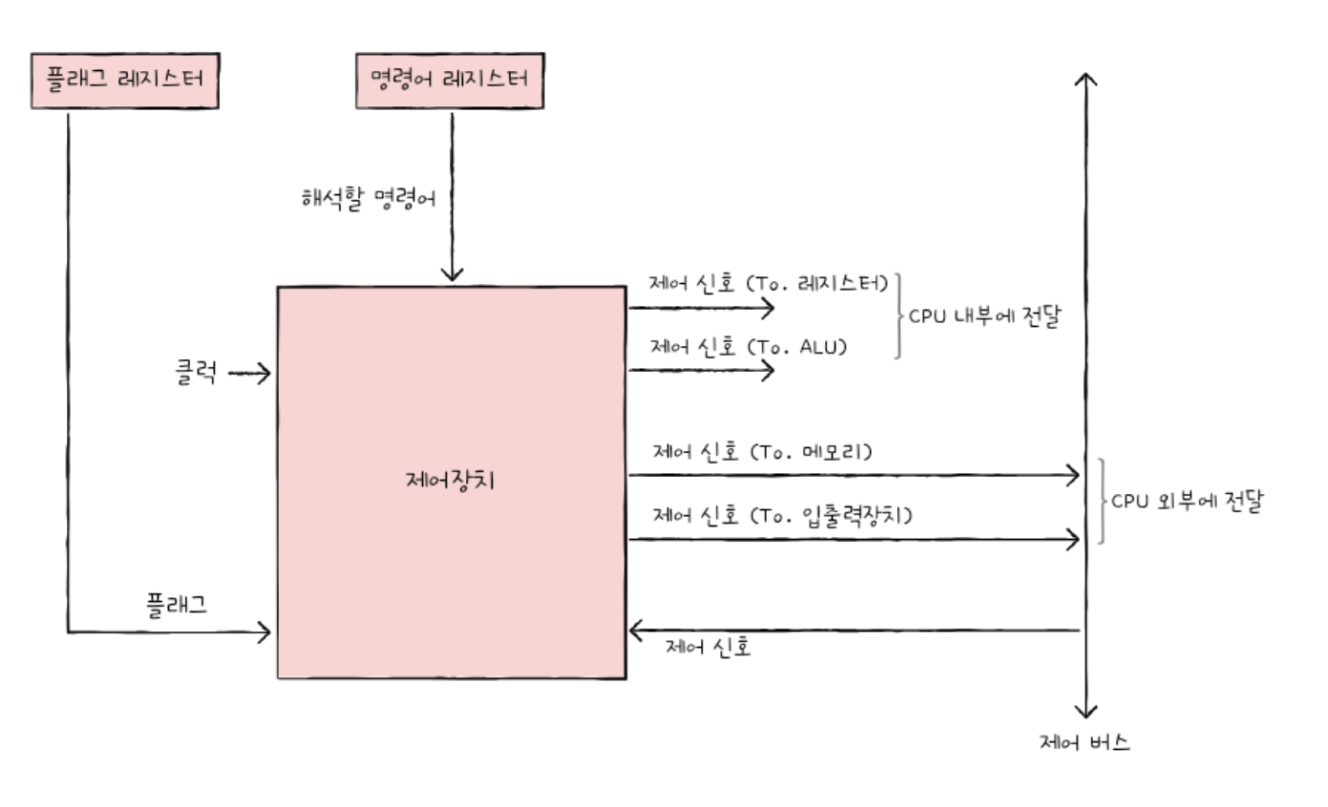 플래그 레지스터
명령어 레지스터
해석할 명령어
제어 신호 (To. 레지스터)
CPU 내부에 전달
제어 신호 (To. ALU)
클럭
제어 신호 (To. 메모리)
제어장치
CPU 외부에 전달
제어 신호 (To. 입출력장치)
플래그
제어 신호
제어 버스